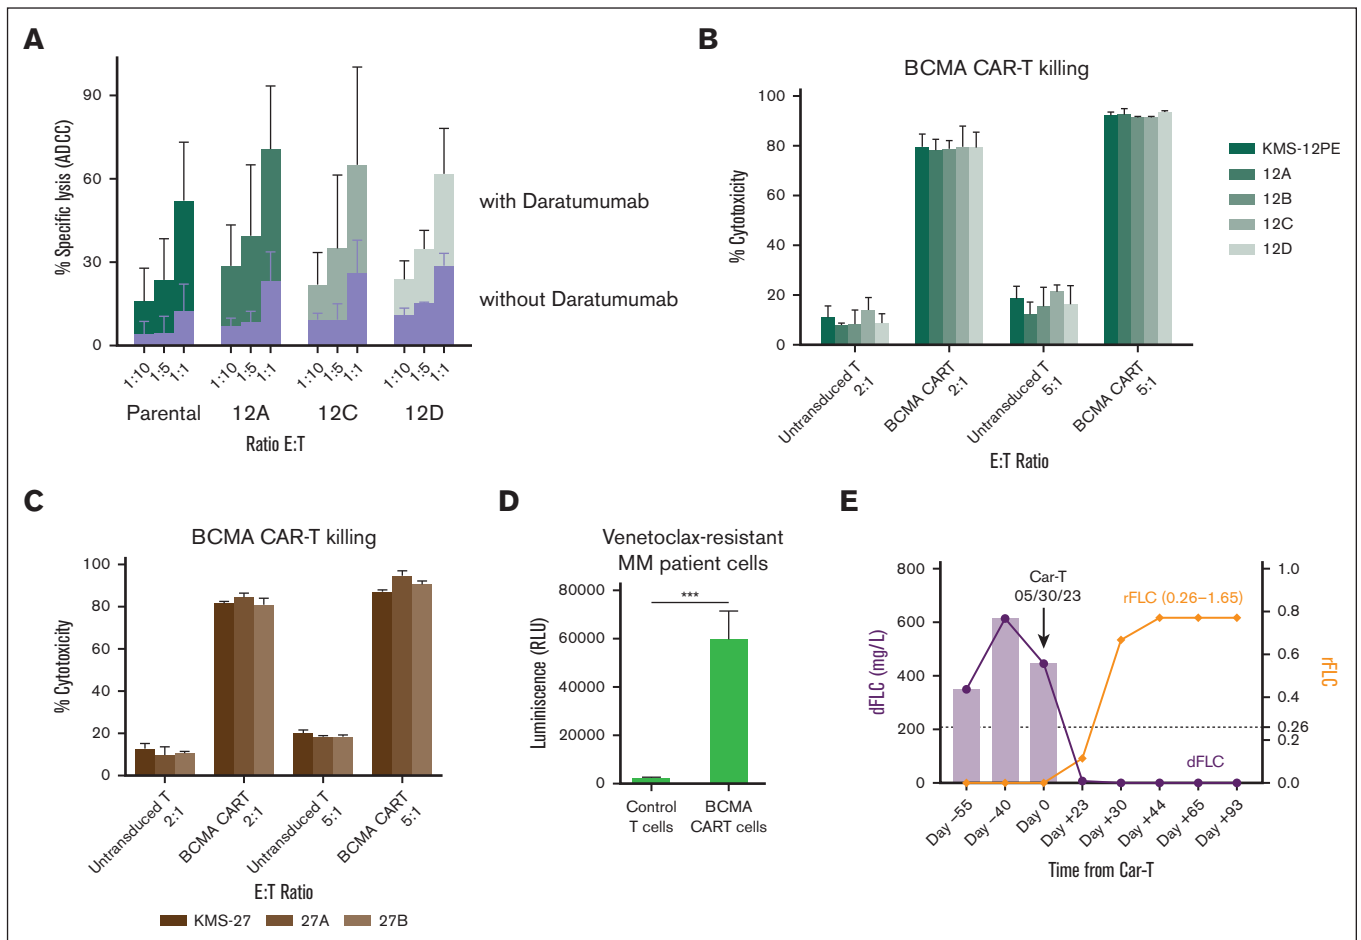 A
% Specific lysis (ADCC)
90
60
30
0
with Daratumumab
without Daratumumab
1:10 1:5 1:1 1:10 1:5 1:1 1:10 1:5 1:1 1:10 1:5 1:1
Parental 12A 12C 12D
Ratio E:T
B
BCMA CAR-T killing
% Cytotoxicity
100
80
60
40
20
0
Untransduced T 2:1
BCMA CART 2:1
Untransduced T 5:1
BCMA CART 5:1
E:T Ratio
KMS-12PE
12A
12B
12C
12D
C
BCMA CAR-T killing
% Cytotoxicity
100
80
60
40
20
0
Untransduced T 2:1
BCMA CART 2:1
Untransduced T 5:1
BCMA CART 5:1
E:T Ratio
KMS-27 27A 27B
D
Venetoclax-resistant
MM patient cells
Luminiscence (RLU)
80000
60000
40000
20000
0
***
Control
T cells
BCMA
CART cells
E
dFLC (mg/L)
800
600
400
200
0
Car-T
05/30/23
rFLC (0.26–1.65)
dFLC
1.0
0.8
0.6
0.4
0.26
0.2
0.0
rFLC
Day –55
Day –40
Day 0
Day +23
Day +30
Day +44
Day +65
Day +93
Time from Car-T